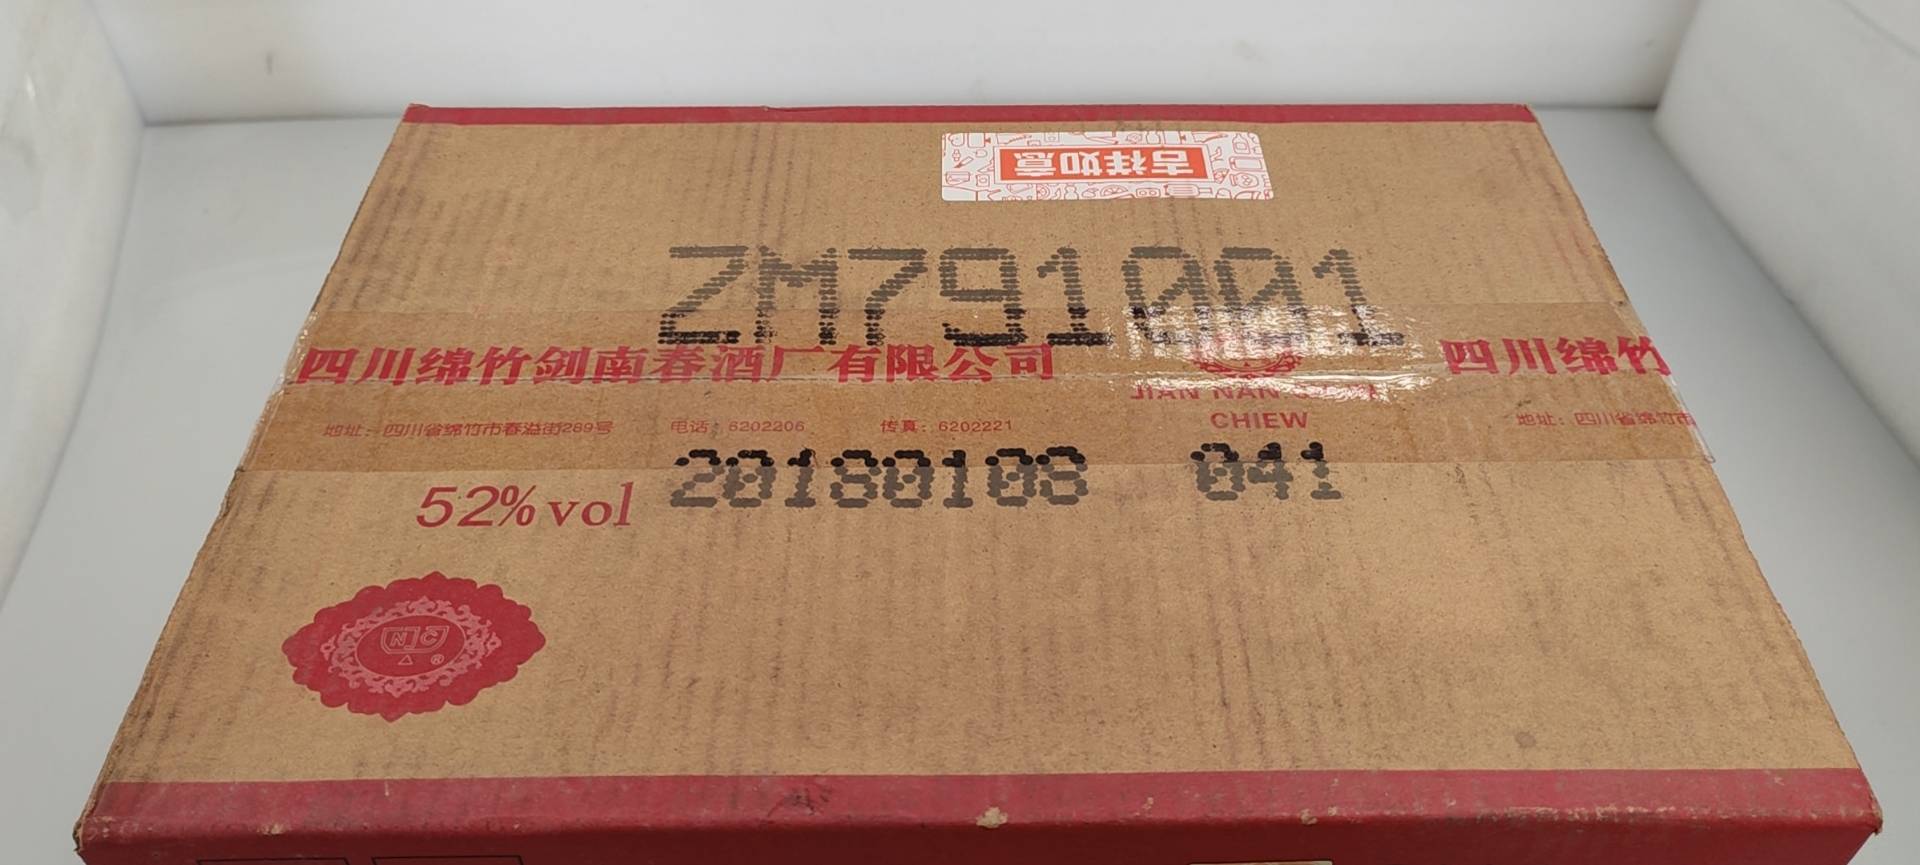 吉祥如意
ZM791001
四川绵竹剑南春酒厂有限公司
四川绵竹
JIAN NAN
CHIEW
地址：四川省绵竹市春溢街289号 电话：6202206 传真：6202221
地址：四川省绵竹市
20180108 041
52%vol
®